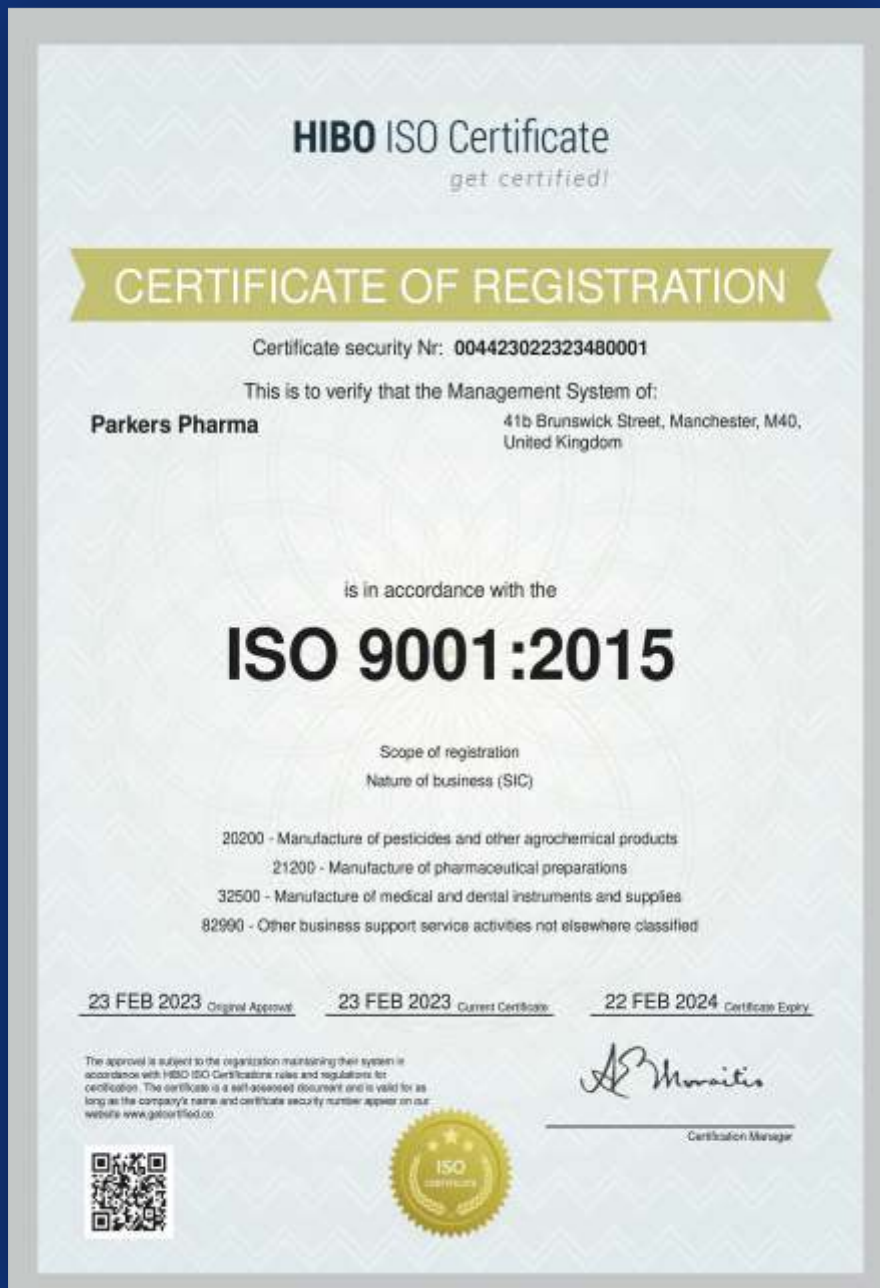 HIBO ISO Certificate
get certified!
CERTIFICATE OF REGISTRATION
Certificate security Nr: 004423022323480001
This is to verify that the Management System of:
Parkers Pharma
41b Brunswick Street, Manchester, M40,
United Kingdom
is in accordance with the
ISO 9001:2015
Scope of registration
Nature of business (SIC)
20200 - Manufacture of pesticides and other agrochemical products
21200 - Manufacture of pharmaceutical preparations
32500 - Manufacture of medical and dental instruments and supplies
82990 - Other business support service activities not elsewhere classified
23 FEB 2023 Original Approval
23 FEB 2023 Current Certificate
22 FEB 2024 Certificate Expiry
The approval is subject to the organization maintaining their system in
accordance with HIBO ISO Certifications rules and regulations for
certification. The certificate is a self-assessed document and is valid for as
long as the company's name and certificate security number appear on our
website www.getcertified.co
Moraitis
Certification Manager
ISO
CERTIFICATE